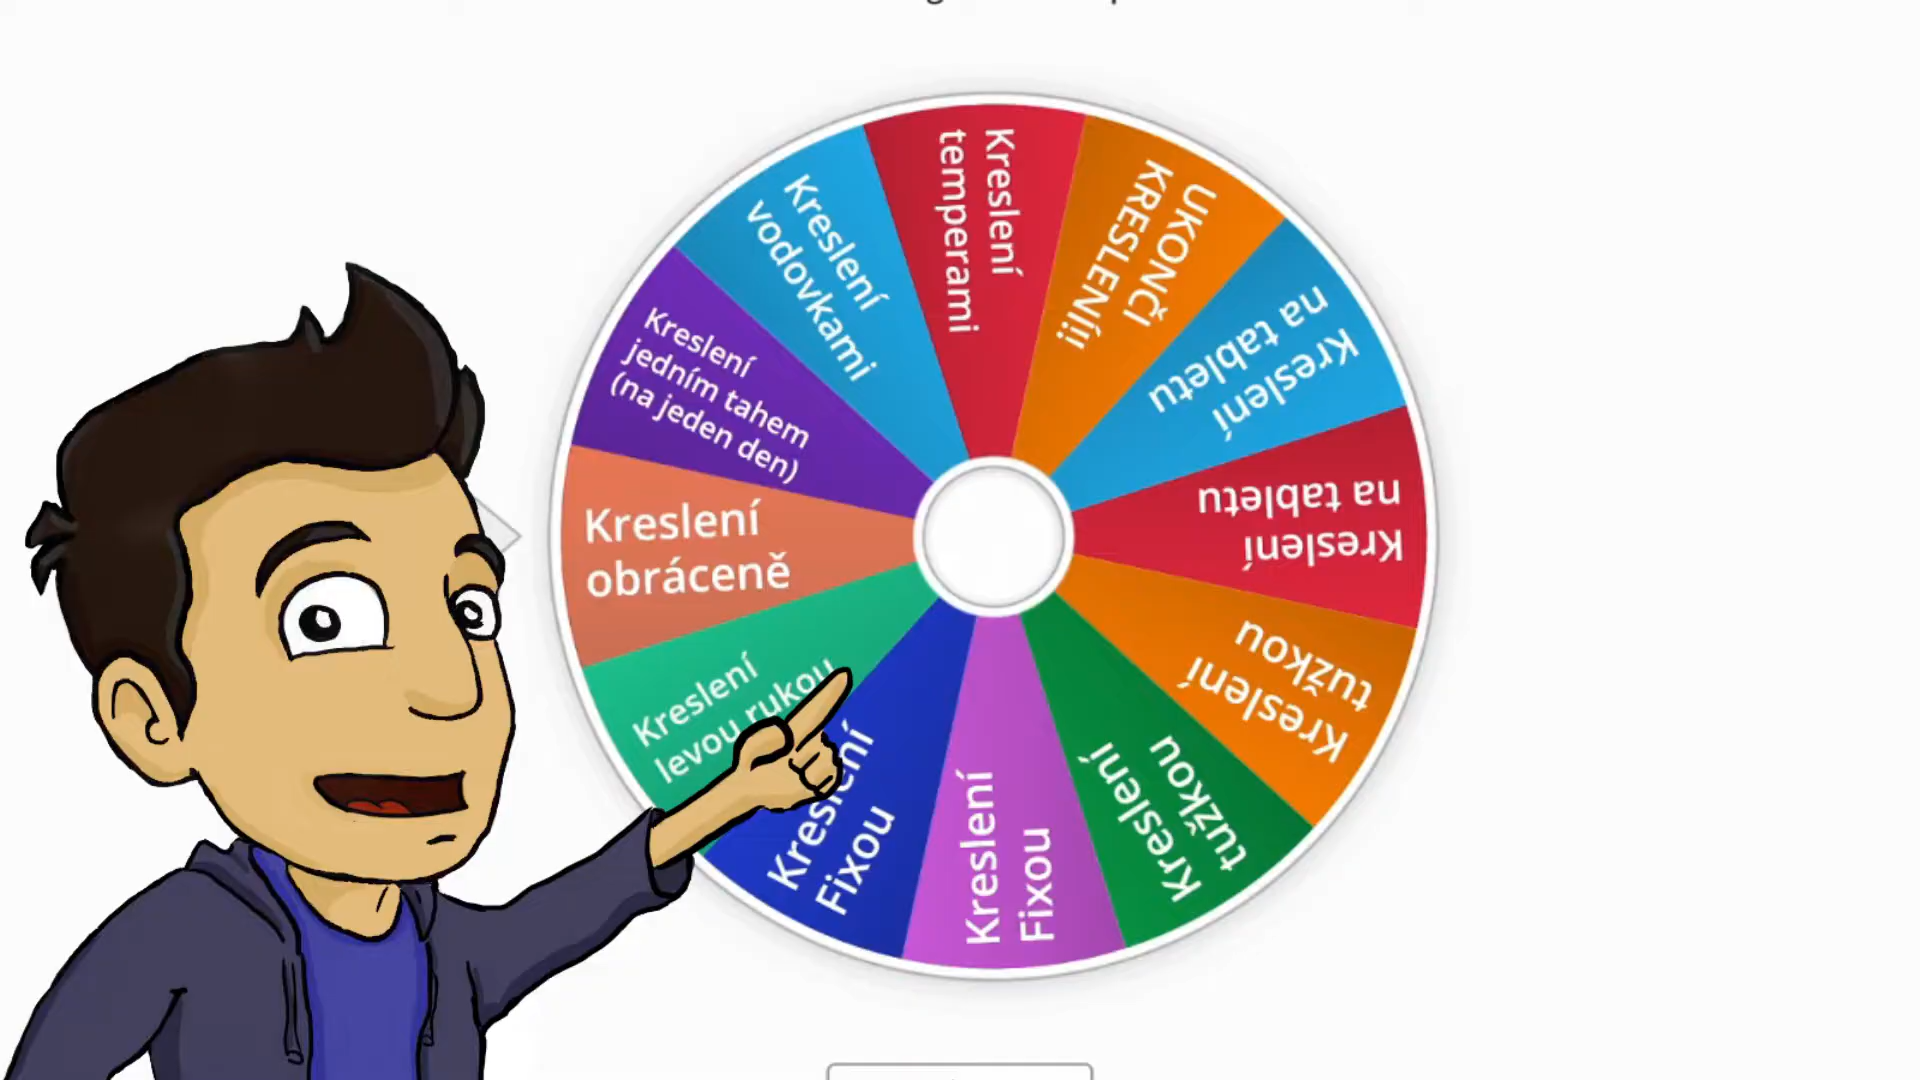 Kreslení
temperami
UKONČI
KRESLENÍ!!
Kreslení
na tabletu
Kreslení
na tabletu
Kreslení
tužkou
Kreslení
tužkou
Kreslení
Fixou
Kreslení
Fixou
Kreslení
levou rukou
Kreslení
obráceně
Kreslení
jedním tahem
(na jeden den)
Kreslení
vodovkami